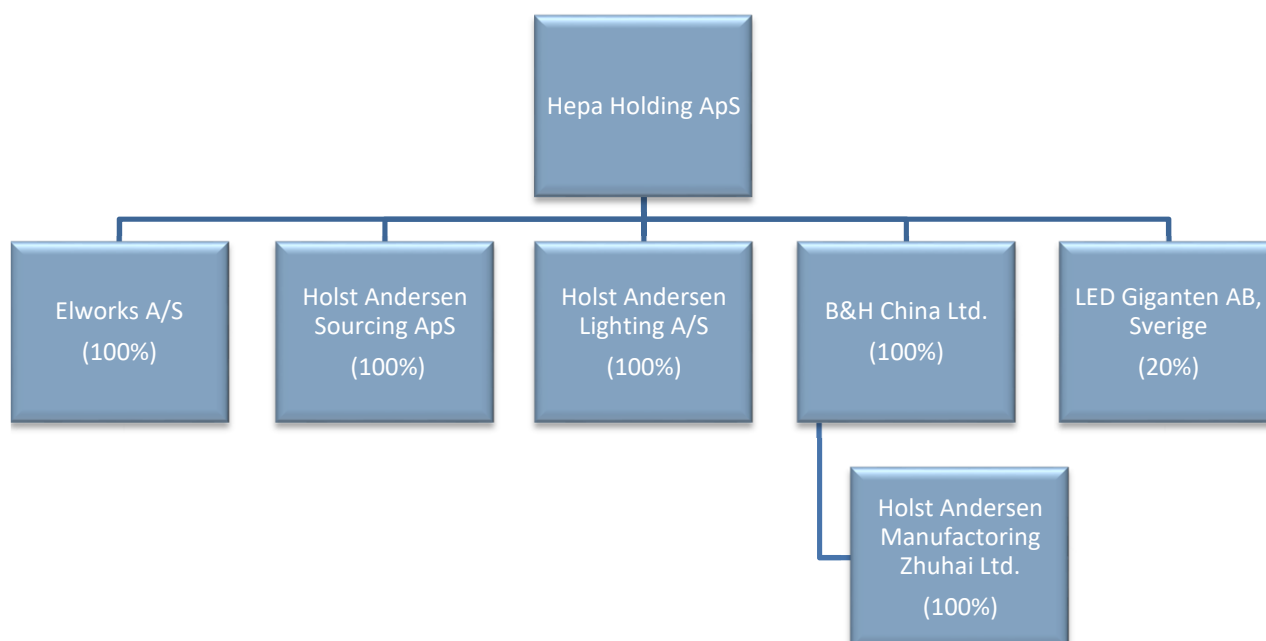 Hepa Holding ApS
Elworks A/S
(100%)
Holst Andersen
Sourcing ApS
(100%)
Holst Andersen
Lighting A/S
(100%)
B&H China Ltd.
(100%)
LED Giganten AB,
Sverige
(20%)
Holst Andersen
Manufactoring
Zhuhai Ltd.
(100%)